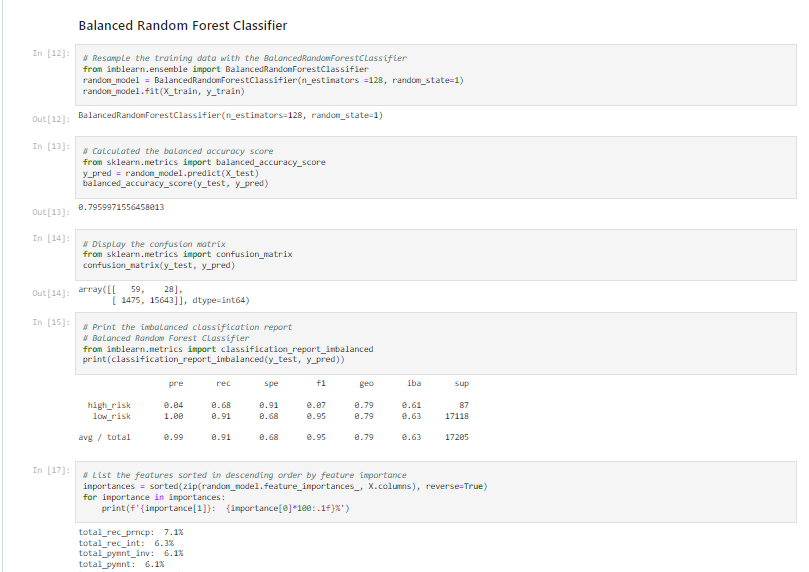 Balanced Random Forest Classifier
In [12]:
# Resample the training data with the BalancedRandomForestClassifier
from imblearn.ensemble import BalancedRandomForestClassifier
random_model = BalancedRandomForestClassifier(n_estimators =128, random_state=1)
random_model.fit(X_train, y_train)
Out[12]: BalancedRandomForestClassifier(n_estimators=128, random_state=1)
In [13]:
# Calculated the balanced accuracy score
from sklearn.metrics import balanced_accuracy_score
y_pred = random_model.predict(X_test)
balanced_accuracy_score(y_test, y_pred)
Out[13]: 0.7959971556458013
In [14]:
# Display the confusion matrix
from sklearn.metrics import confusion_matrix
confusion_matrix(y_test, y_pred)
Out[14]: array([[   59,    28],
       [ 1475, 15643]], dtype=int64)
In [15]:
# Print the imbalanced classification report
# Balanced Random Forest Classifier
from imblearn.metrics import classification_report_imbalanced
print(classification_report_imbalanced(y_test, y_pred))
pre rec spe f1 geo iba sup
high_risk 0.04 0.68 0.91 0.07 0.79 0.61 87
low_risk 1.00 0.91 0.68 0.95 0.79 0.63 17118
avg / total 0.99 0.91 0.68 0.95 0.79 0.63 17205
In [17]:
# List the features sorted in descending order by feature importance
importances = sorted(zip(random_model.feature_importances_, X.columns), reverse=True)
for importance in importances:
    print(f'{importance[1]}:  {importance[0]*100:.1f}%')
total_rec_prncp:  7.1%
total_rec_int:  6.3%
total_pymnt_inv:  6.1%
total_pymnt:  6.1%